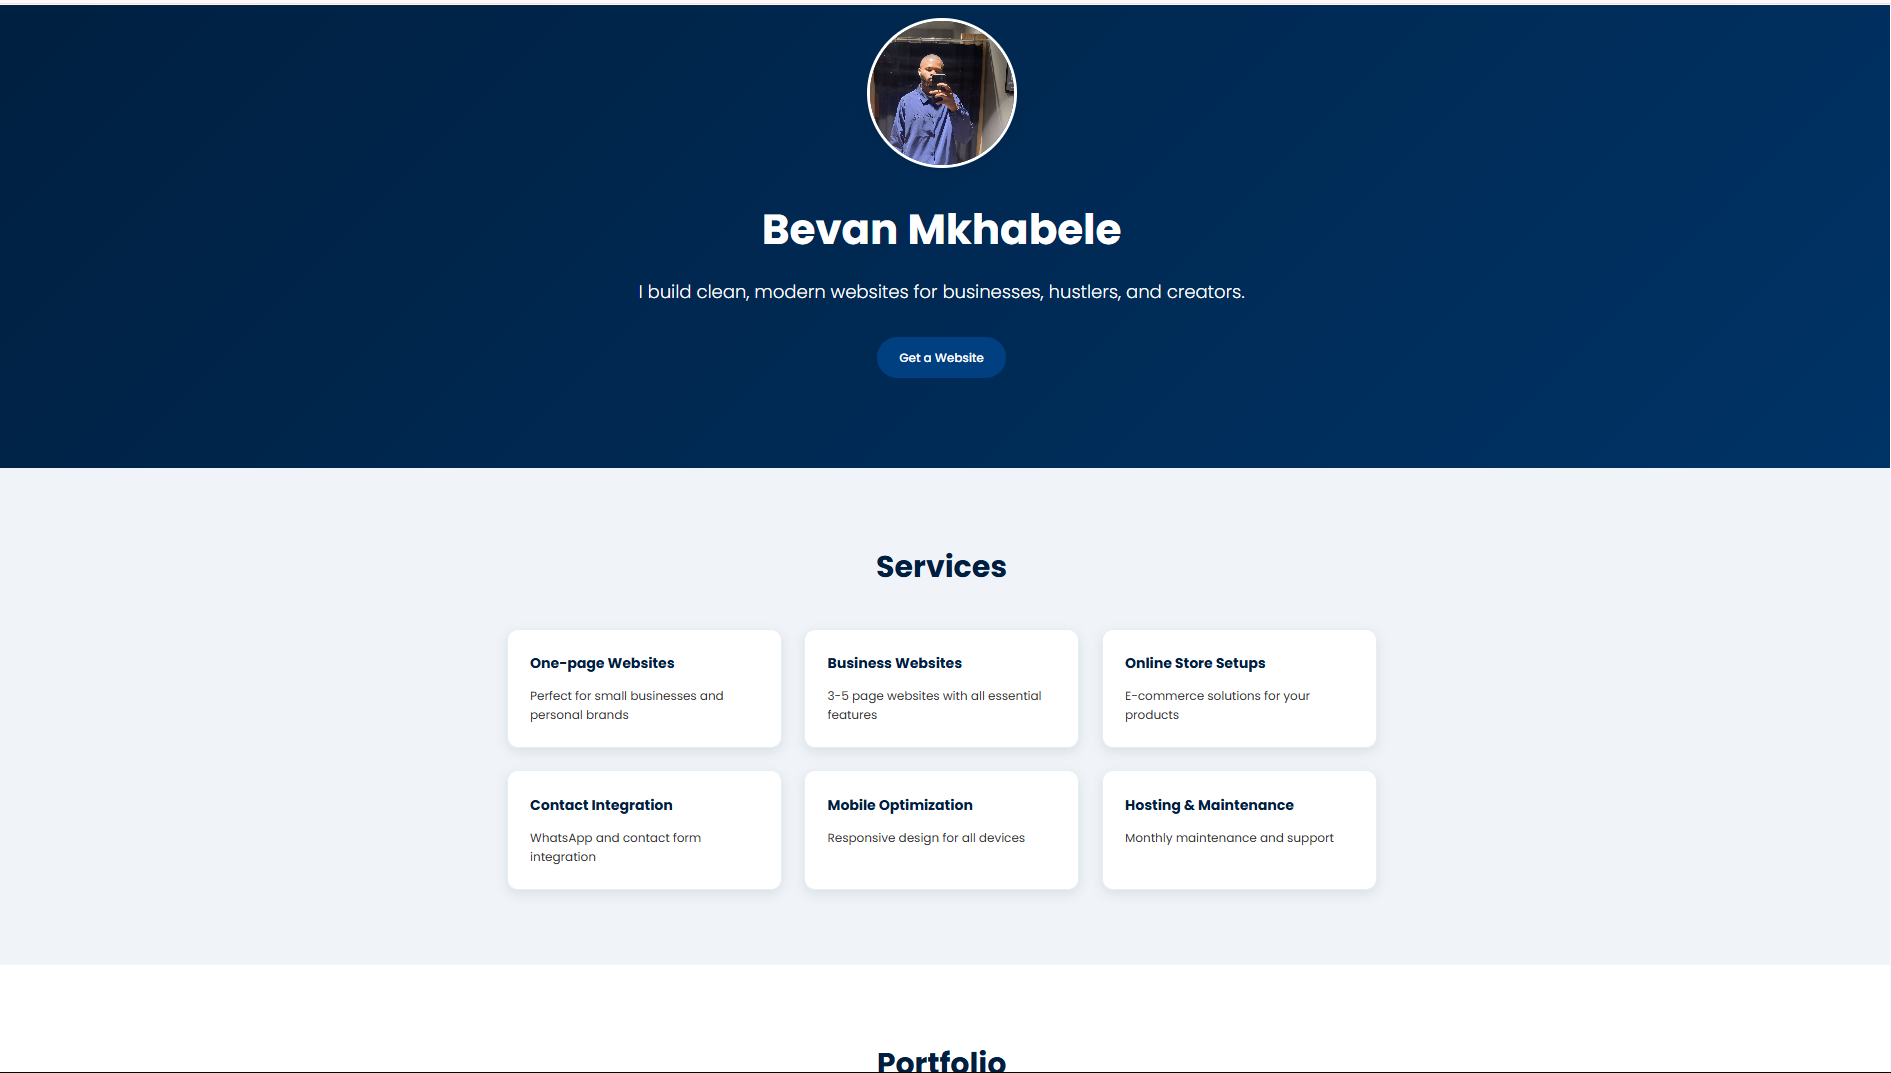 Bevan Mkhabele
I build clean, modern websites for businesses, hustlers, and creators.
Get a Website
Services
One-page Websites
Perfect for small businesses and
personal brands
Business Websites
3-5 page websites with all essential
features
Online Store Setups
E-commerce solutions for your
products
Contact Integration
WhatsApp and contact form
integration
Mobile Optimization
Responsive design for all devices
Hosting & Maintenance
Monthly maintenance and support
Portfolio